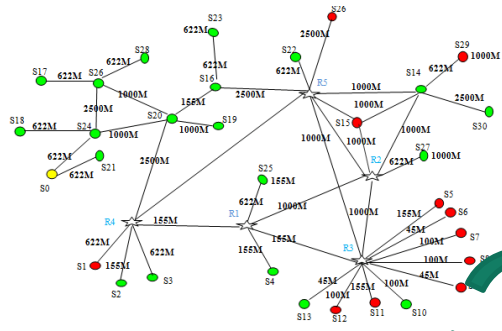 S23
S26
622M
2500M
S28
S22
S29
S17
622M
S26
S16
622M
R5
S14
622M
1000M
622M
1000M
155M
2500M
1000M
2500M
S18
2500M
S20
S19
1000M
S15
S30
622M
S24
1000M
1000M
1000M
1000M
S27
622M
S21
2500M
S25
R2
622M
1000M
S0
622M
155M
622M
S5
R4
155M
R1
1000M
1000M
155M
S6
45M
S7
622M
155M
R3
100M
S1
155M
S3
155M
S4
100M
S2
45M
155M
100M
45M
100M
S13
S12
S11
S10